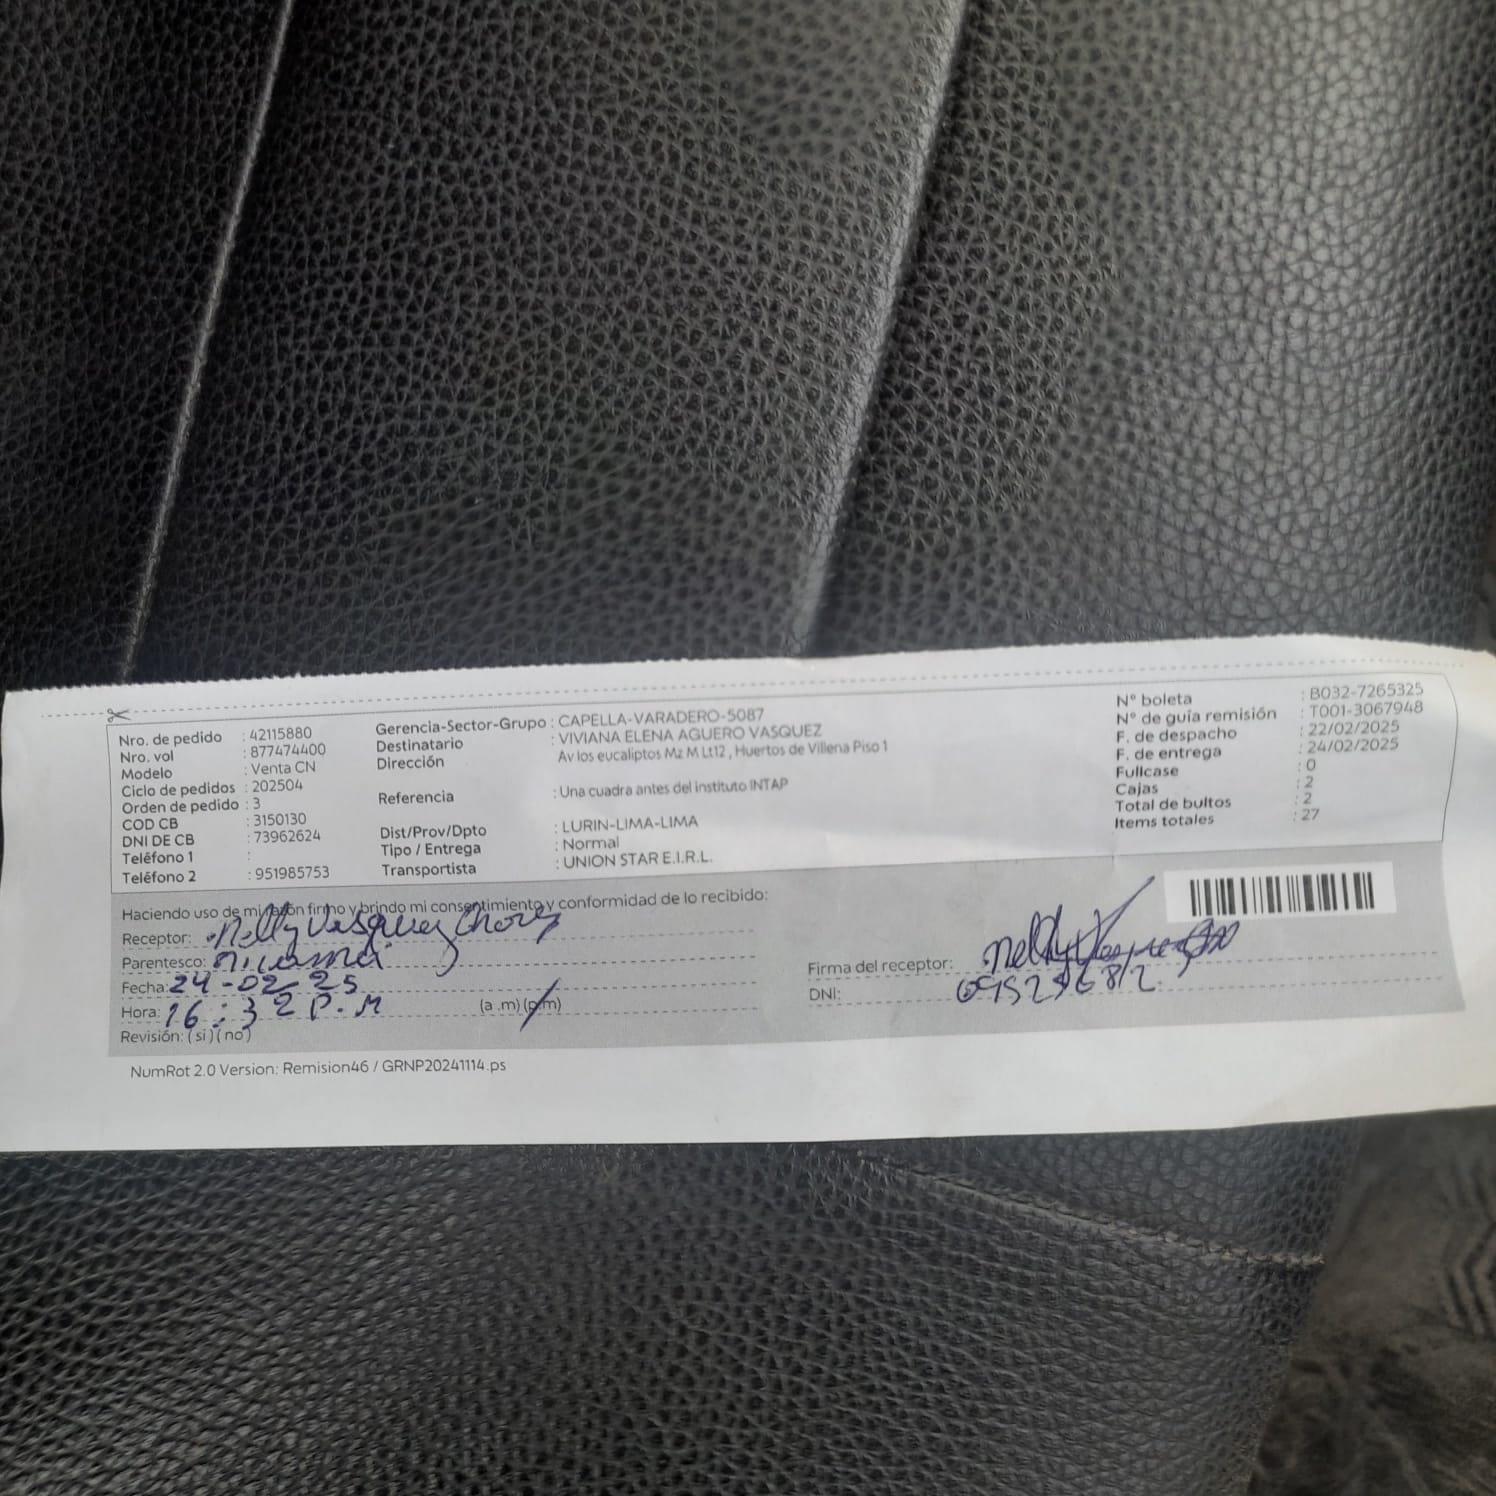 Nro. de pedido : 42115880
Nro. vol : 877474400
Modelo : Venta CN
Ciclo de pedidos : 202504
Orden de pedido : 3
COD CB : 3150130
DNI DE CB : 73962624
Teléfono 1 :
Teléfono 2 : 951985753
Gerencia-Sector-Grupo : CAPELLA-VARADERO-5087
Destinatario : VIVIANA ELENA AGUERO VASQUEZ
Dirección Av los eucaliptos Mz M Lt12 , Huertos de Villena Piso 1
Referencia : Una cuadra antes del instituto INTAP
Dist/Prov/Dpto : LURIN-LIMA-LIMA
Tipo / Entrega : Normal
Transportista : UNION STAR E.I.R.L.
N° boleta : B032-7265325
N° de guía remisión : T001-3067948
F. de despacho : 22/02/2025
F. de entrega : 24/02/2025
Fullcase : 0
Cajas : 2
Total de bultos : 2
Items totales : 27
Haciendo uso de mi razón firmo y brindo mi consentimiento y conformidad de lo recibido:
Receptor: Nelly Vasquez
Parentesco:
Fecha: 24-02-25
Hora: 16:32 P.M (a.m) (p.m)
Revisión: (si) (no)
Firma del receptor: Nelly
DNI:
NumRot 2.0 Version: Remision46 / GRNP20241114.ps